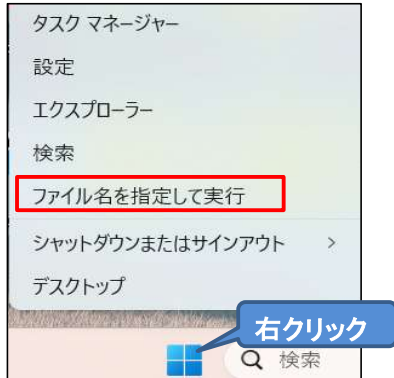 タスク マネージャー
設定
エクスプローラー
検索
ファイル名を指定して実行
シャットダウンまたはサインアウト >
デスクトップ
右クリック
検索